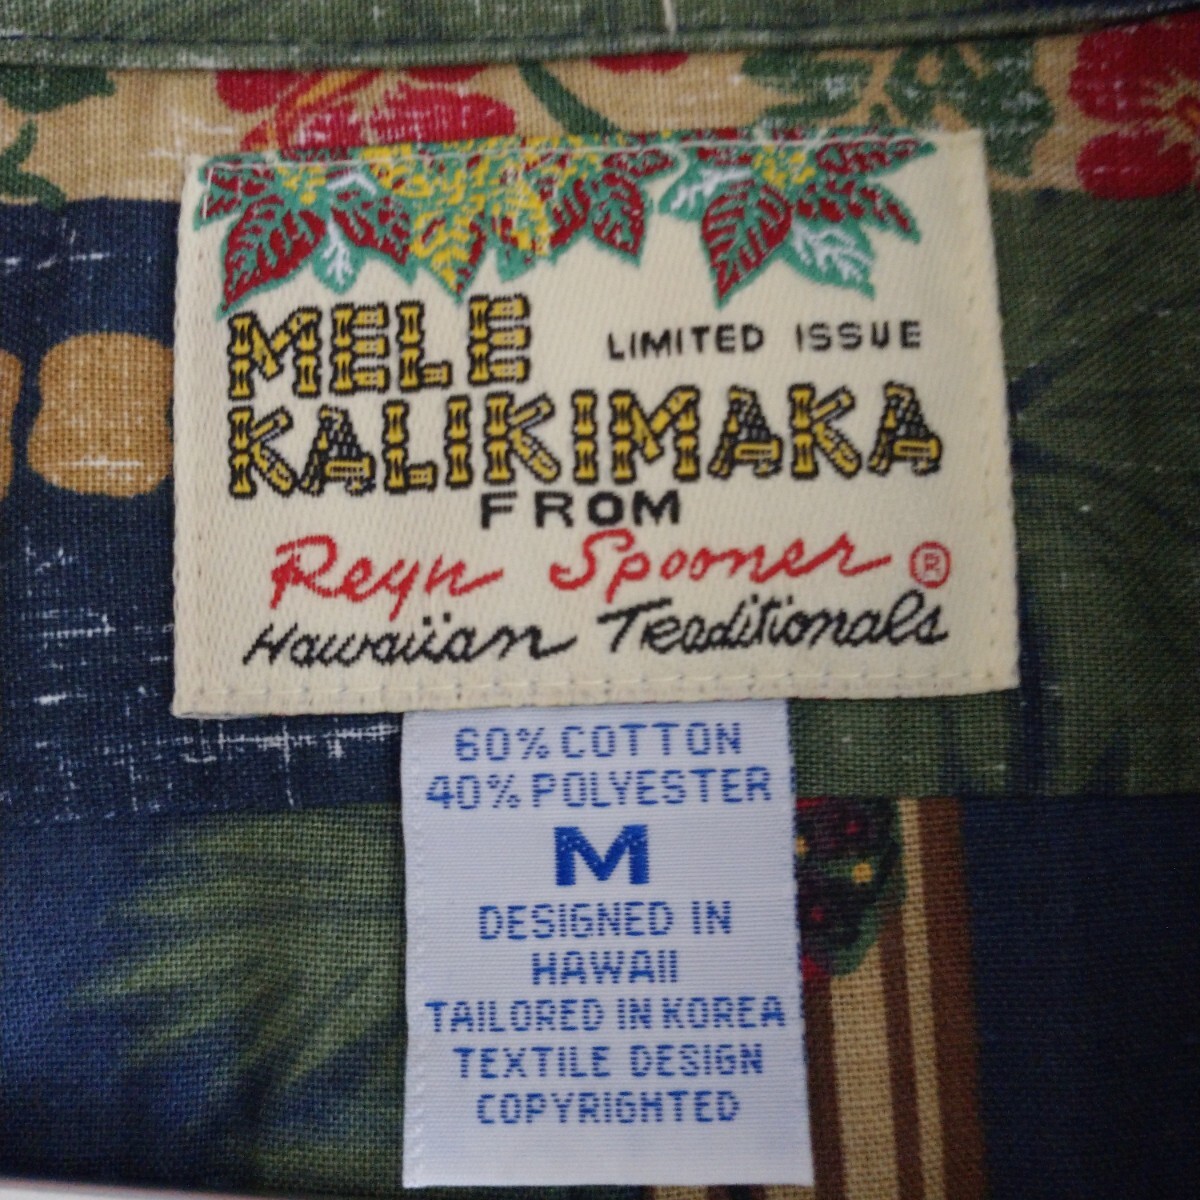 MELE LIMITED ISSUE
KALIKIMAKA
FROM
Reyn Spooner ®
Hawaiian Traditionals
60% COTTON
40% POLYESTER
M
DESIGNED IN
HAWAII
TAILORED IN KOREA
TEXTILE DESIGN
COPYRIGHTED